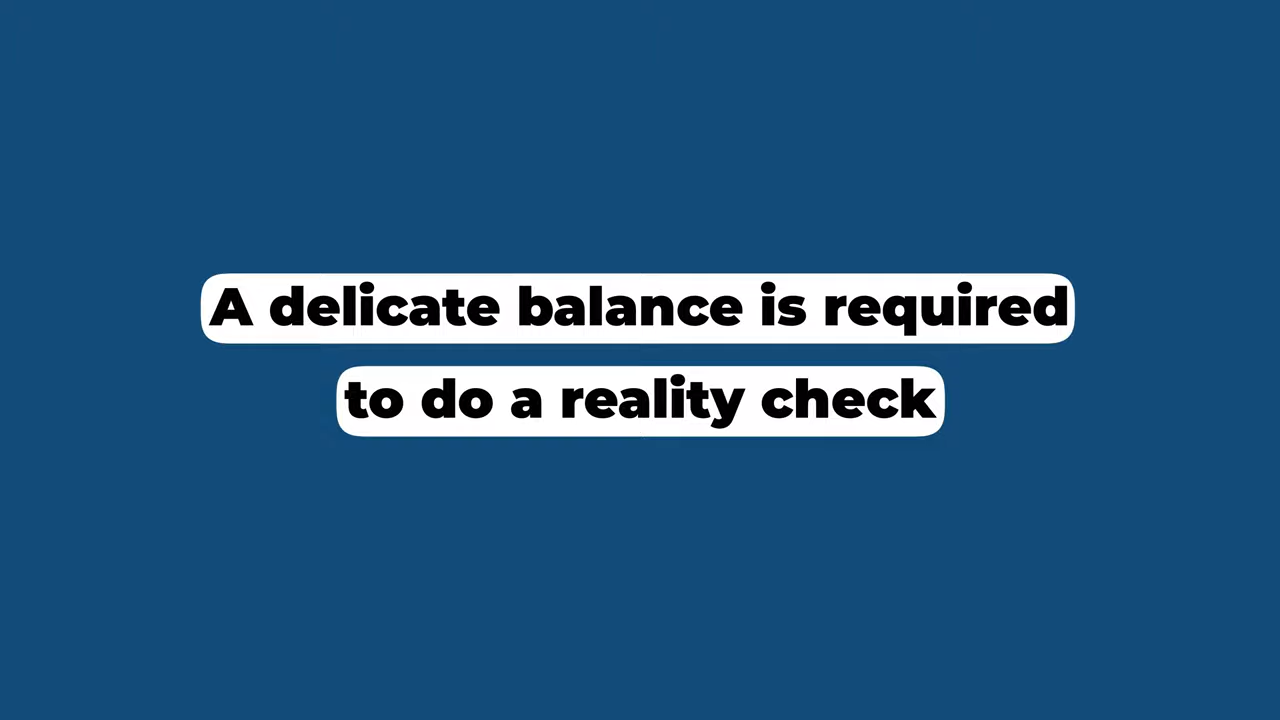 A delicate balance is required
to do a reality check